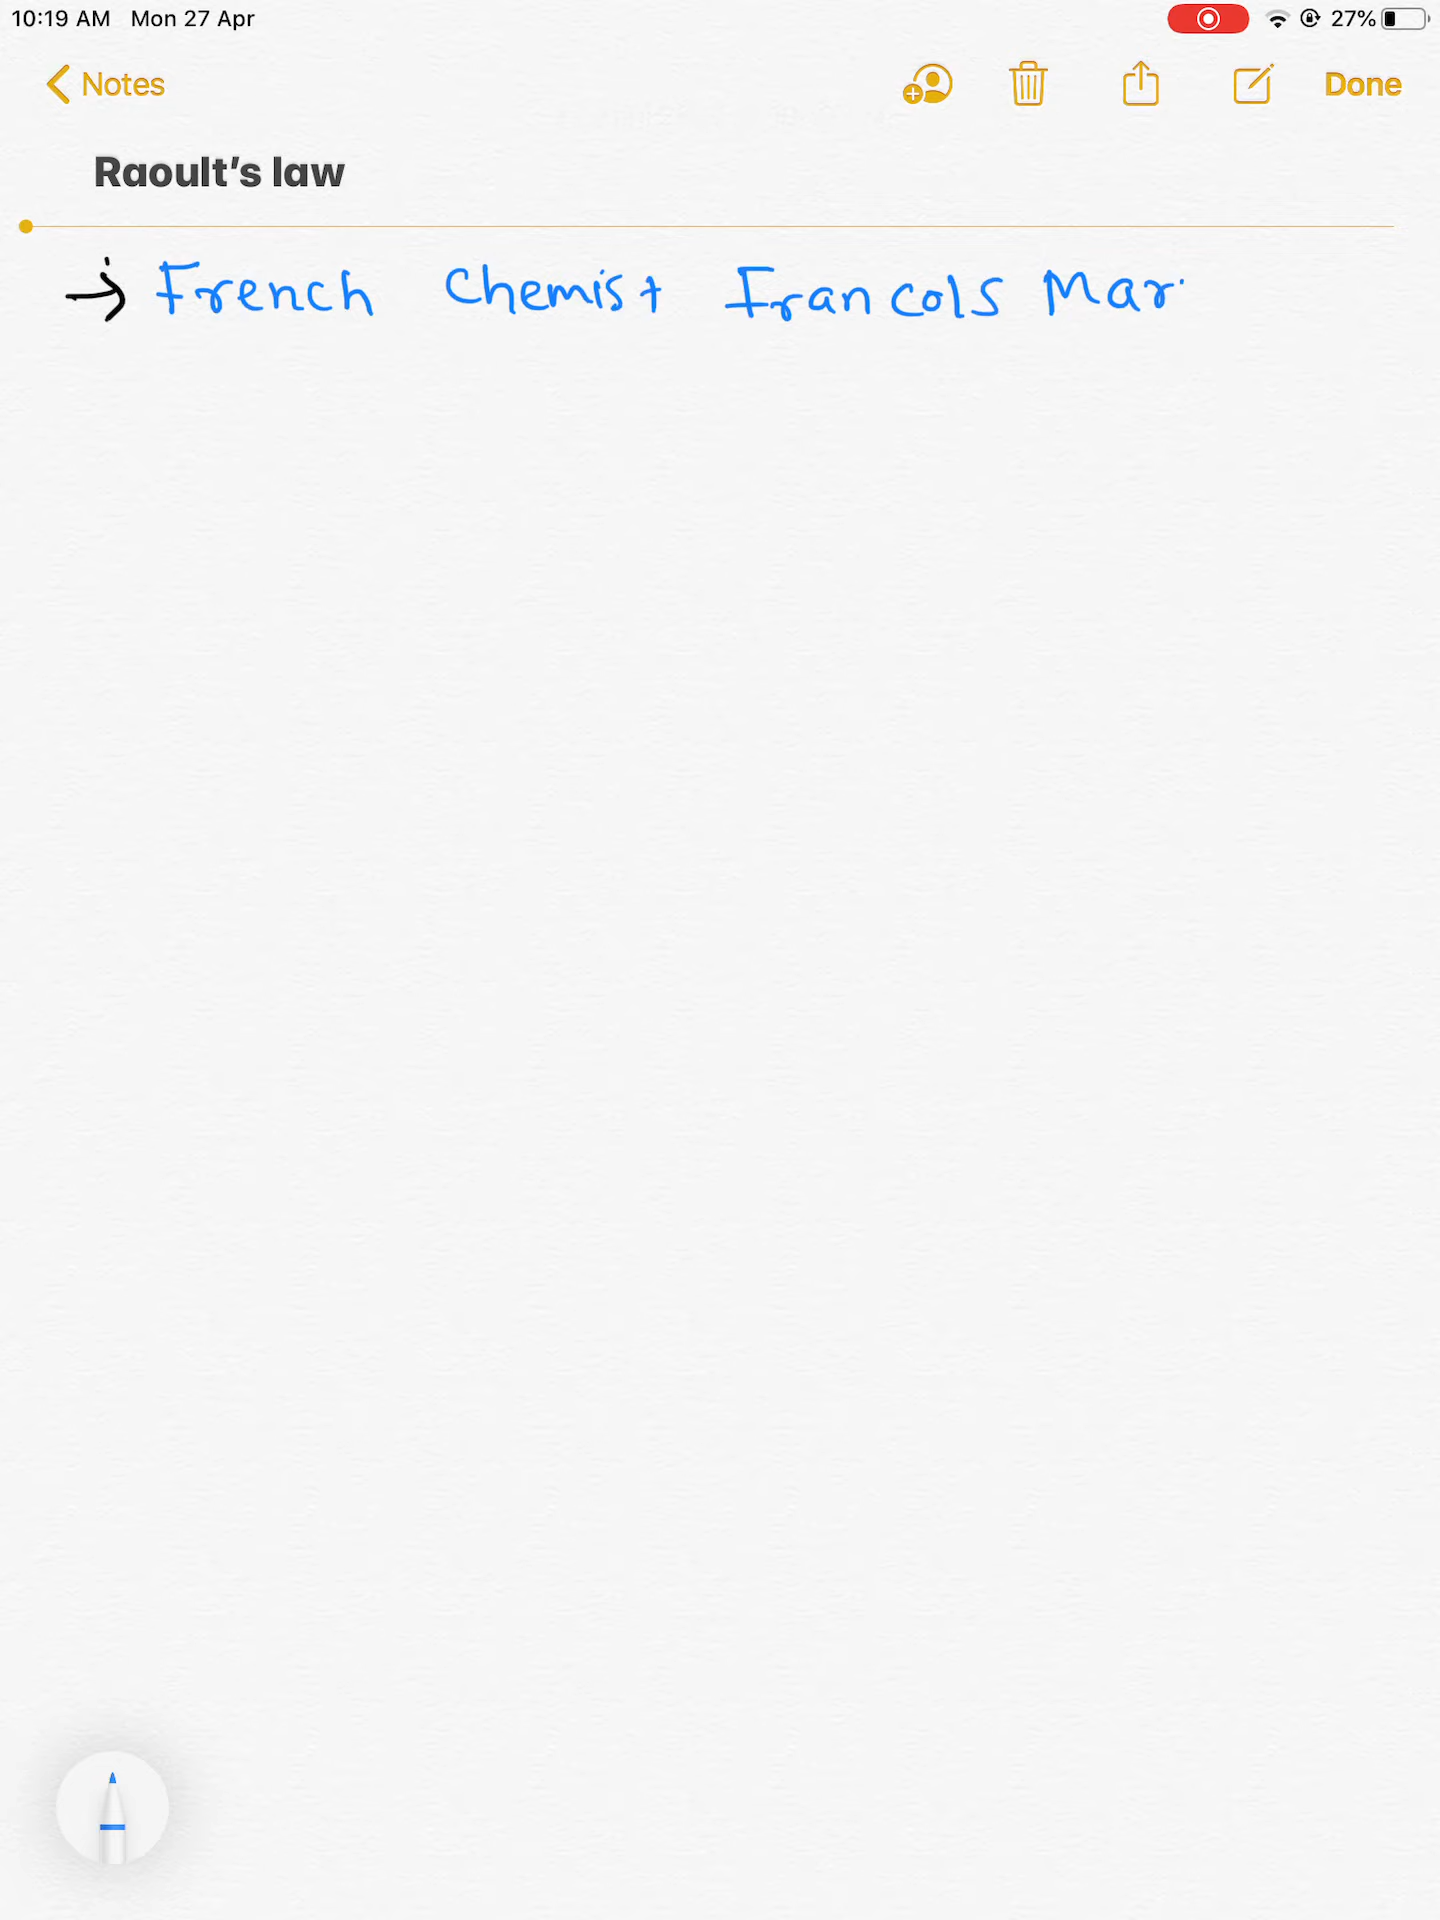 10:19 AM Mon 27 Apr 27%
Notes Done
Raoult's law
→ French Chemist Francols Mar